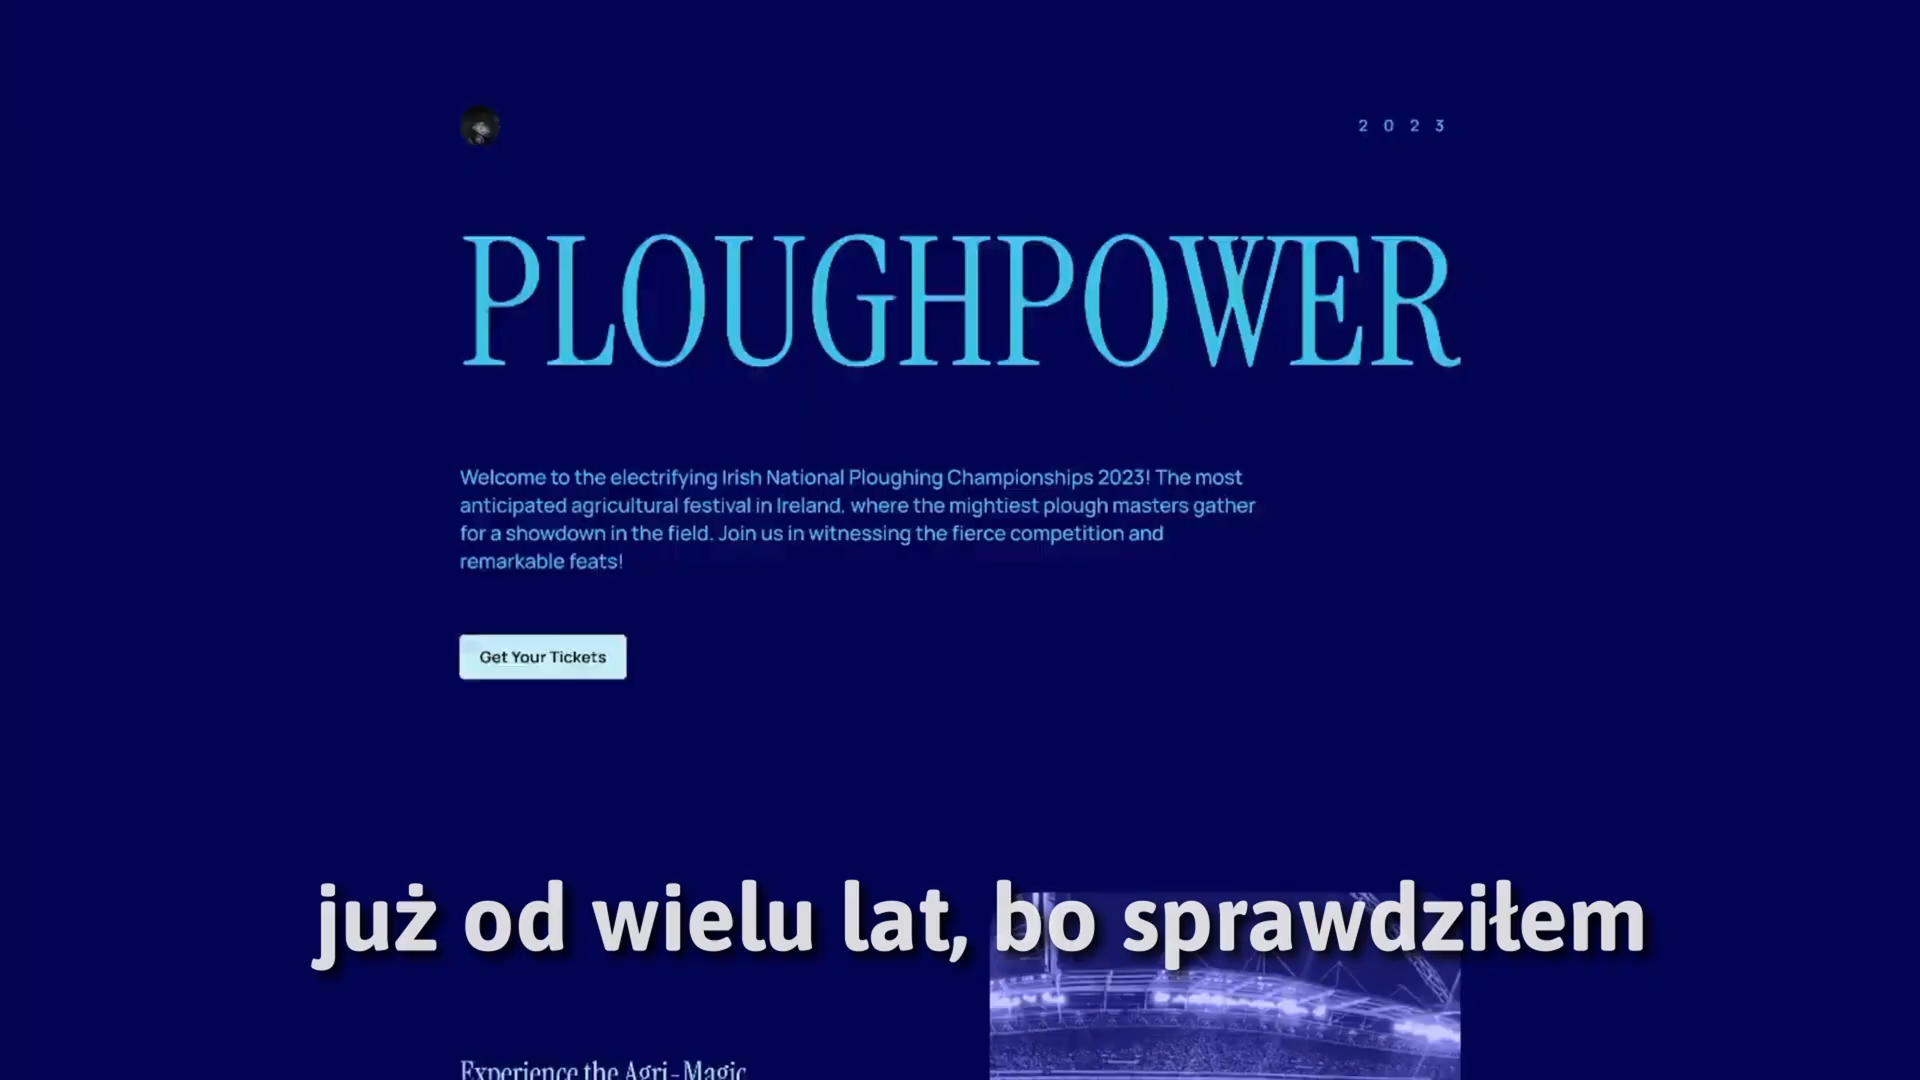 2 0 2 3
PLOUGHPOWER
Welcome to the electrifying Irish National Ploughing Championships 2023! The most
anticipated agricultural festival in Ireland, where the mightiest plough masters gather
for a showdown in the field. Join us in witnessing the fierce competition and
remarkable feats!
Get Your Tickets
już od wielu lat, bo sprawdziłem
Experience the Agri-Magic